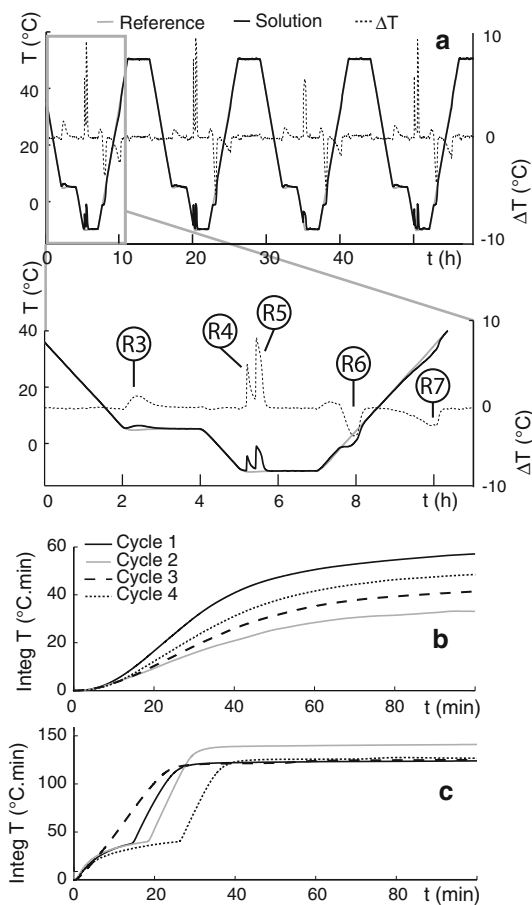 Reference Solution ΔT
a
T (°C)
60
40
20
0
10
0
-10
ΔT (°C)
0 10 20 30 40
t (h)
T (°C)
40
20
0
10
0
-10
ΔT (°C)
R3
R4
R5
R6
R7
0 2 4 6 8
t (h)
Integ T (°C.min)
60
40
20
0
Cycle 1
Cycle 2
Cycle 3
Cycle 4
b
0 20 40 60 80
t (min)
Integ T (°C.min)
150
100
50
0
c
0 20 40 60 80
t (min)